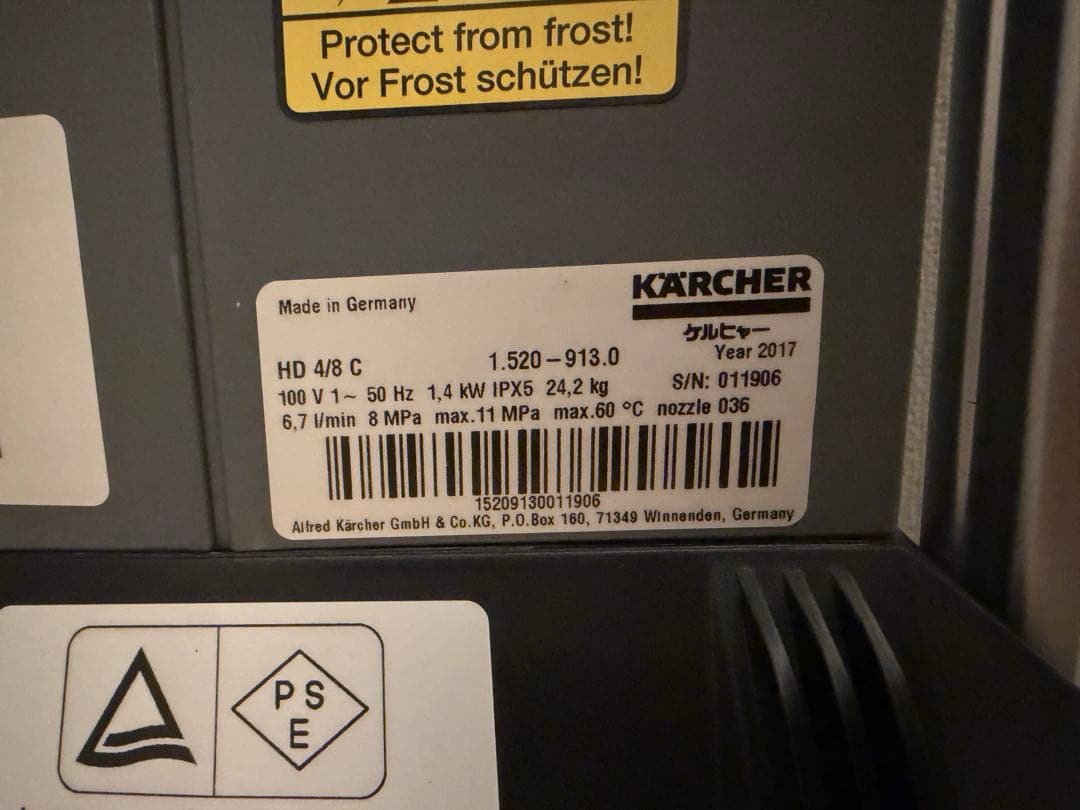 Protect from frost!
Vor Frost schützen!
Made in Germany
KÄRCHER
ケルヒャー
HD 4/8 C
1.520-913.0
Year 2017
100 V 1~ 50 Hz 1,4 kW IPX5 24,2 kg
S/N: 011906
6,7 l/min 8 MPa max.11 MPa max.60 °C nozzle 036
15209130011906
Alfred Kärcher GmbH & Co.KG, P.O.Box 160, 71349 Winnenden, Germany
PS
E